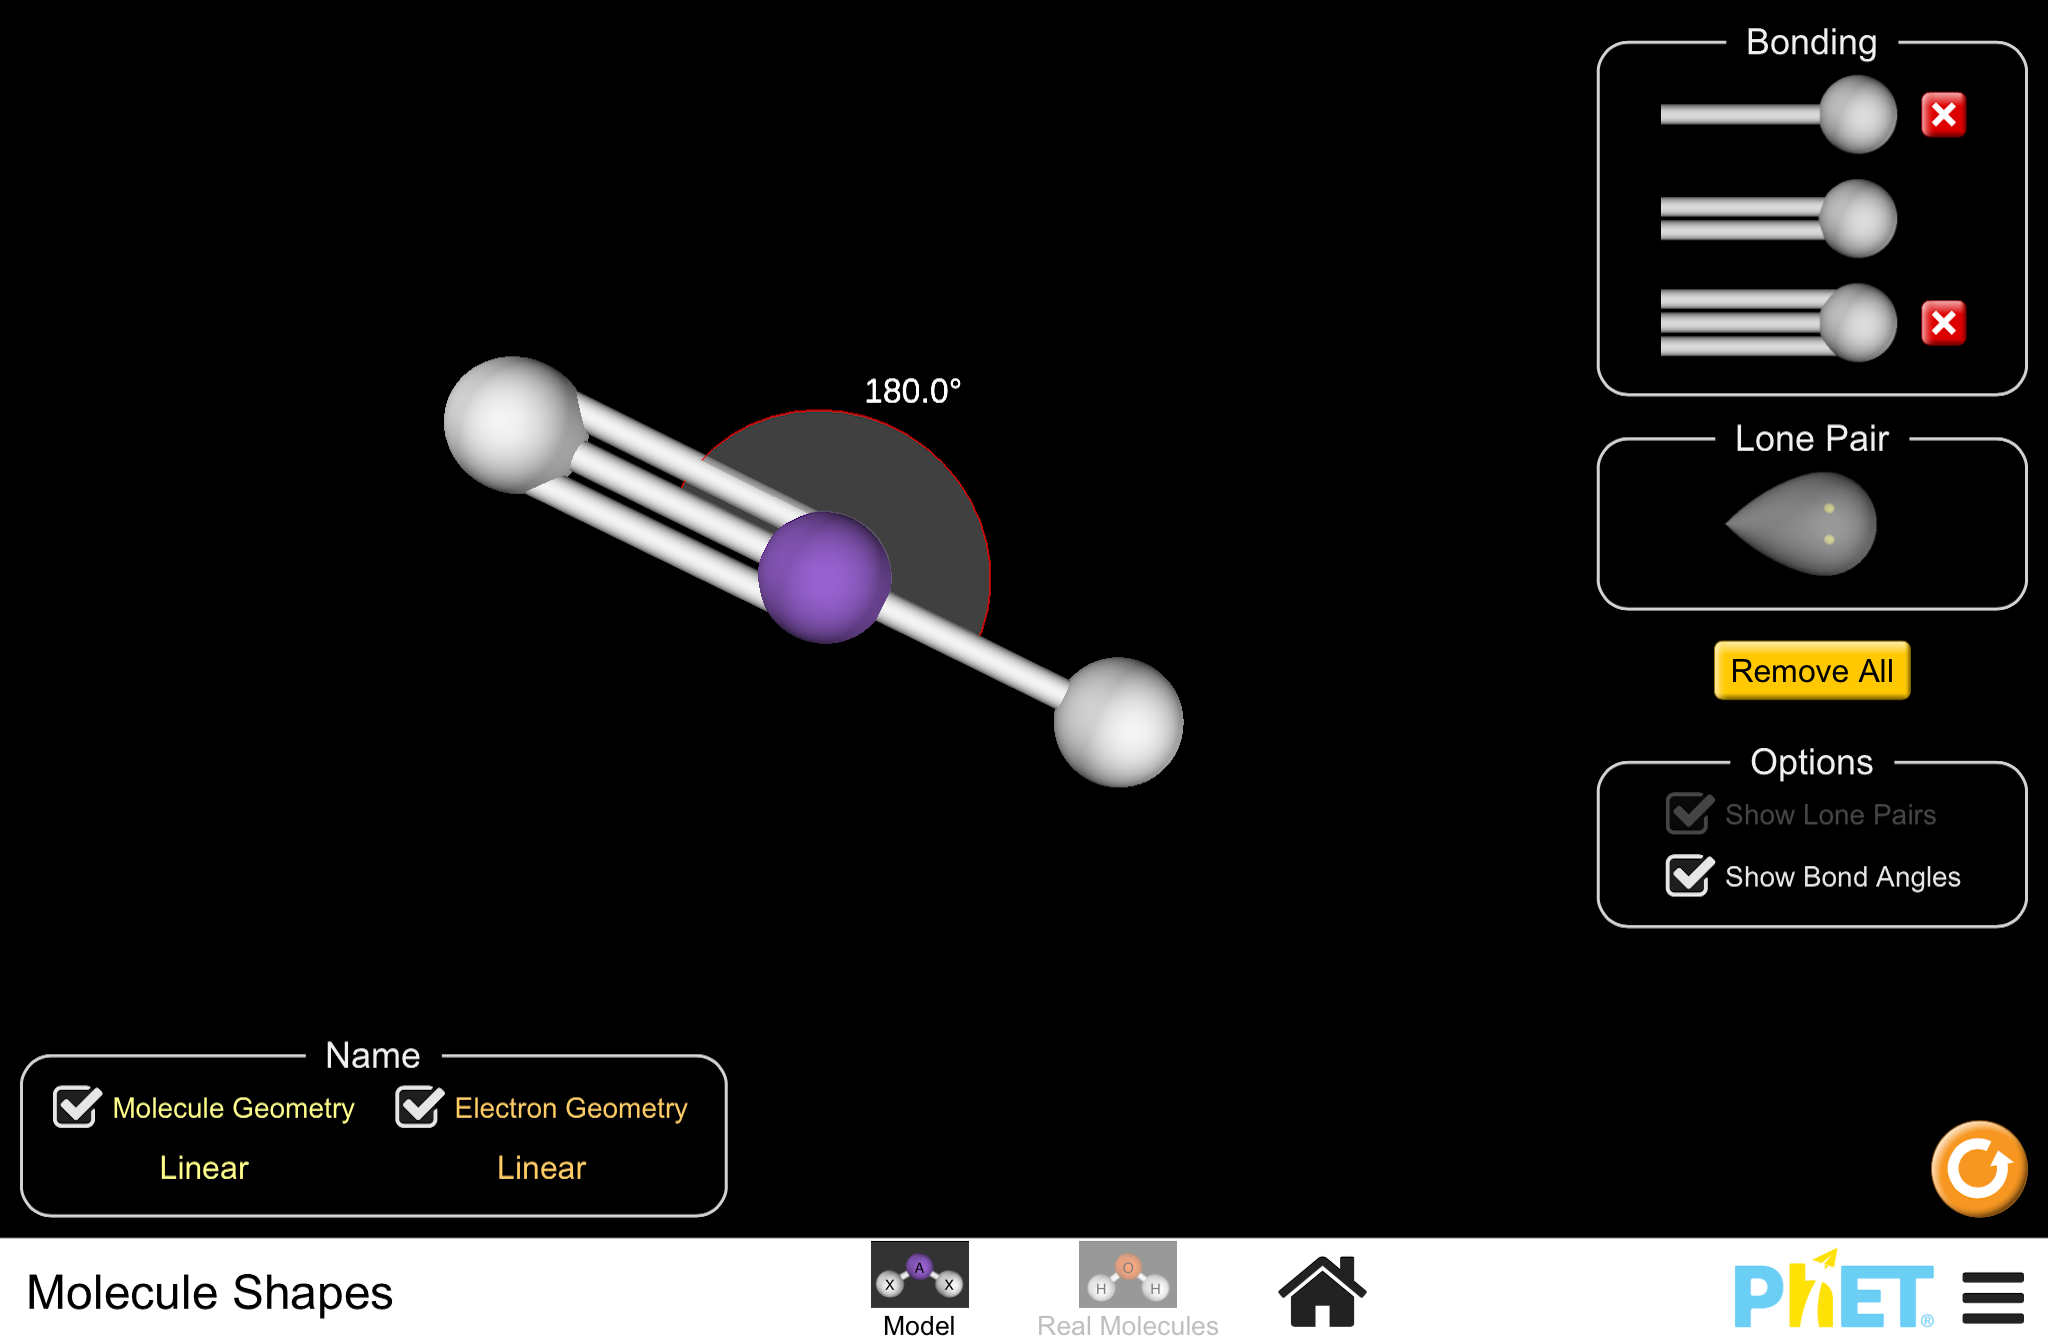 Bonding
180.0°
Lone Pair
Remove All
Options
Show Lone Pairs
Show Bond Angles
Name
Molecule Geometry
Electron Geometry
Linear
Linear
Molecule Shapes
X A X
Model
H O H
Real Molecules
PhET®